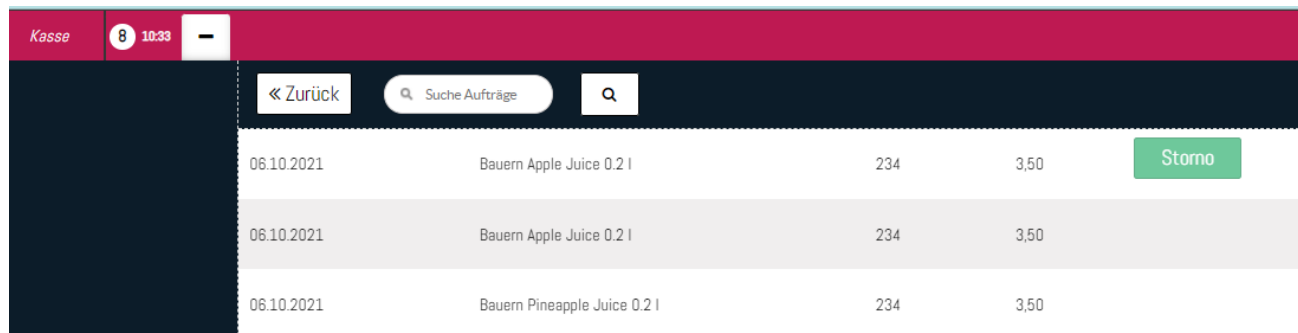 Kasse 8 10:33
Zurück Suche Aufträge
06.10.2021 Bauern Apple Juice 0.2 l 234 3,50 Storno
06.10.2021 Bauern Apple Juice 0.2 l 234 3,50
06.10.2021 Bauern Pineapple Juice 0.2 l 234 3,50